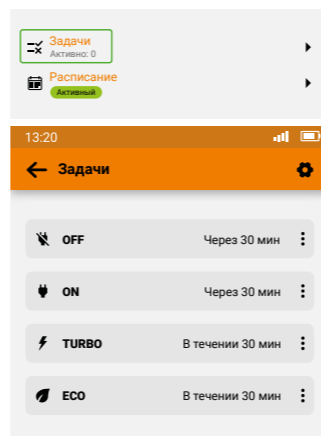 Задачи
Активно: 0
Расписание
Активный
13:20
Задачи
OFF Через 30 мин
ON Через 30 мин
TURBO В течении 30 мин
ECO В течении 30 мин